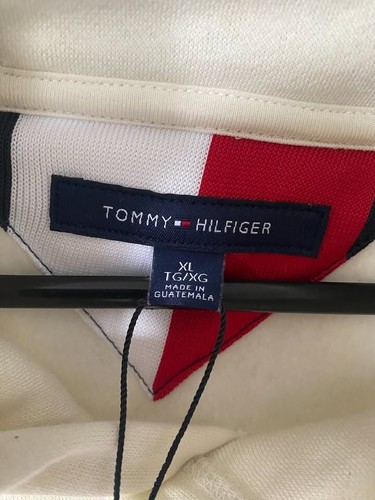 TOMMY HILFIGER
XL
TG/XG
MADE IN
GUATEMALA